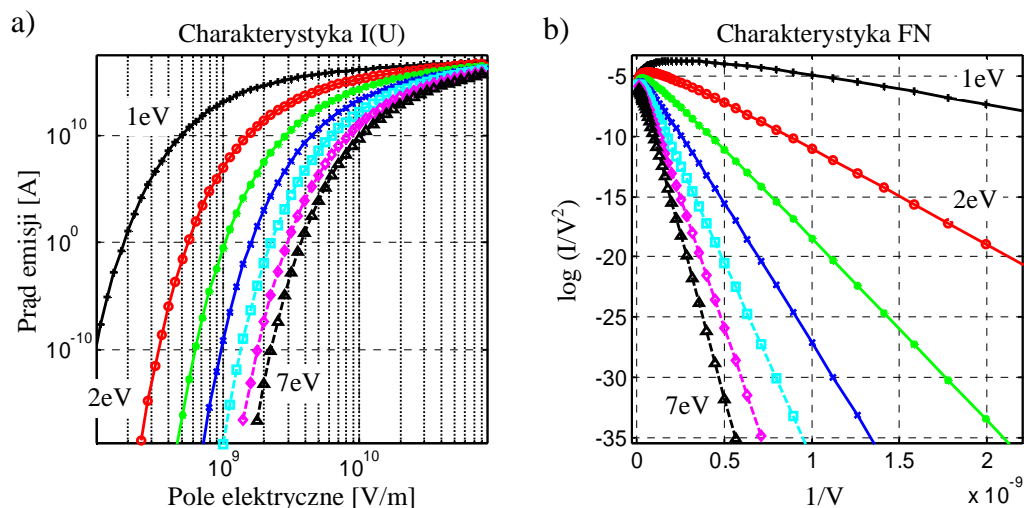 a)
Charakterystyka I(U)
Prąd emisji [A]
10^10
10^0
10^-10
1eV
2eV
7eV
10^9
10^10
Pole elektryczne [V/m]
b)
Charakterystyka FN
log (I/V^2)
-5
-10
-15
-20
-25
-30
-35
1eV
2eV
7eV
0
0.5
1
1.5
2
x 10^-9
1/V